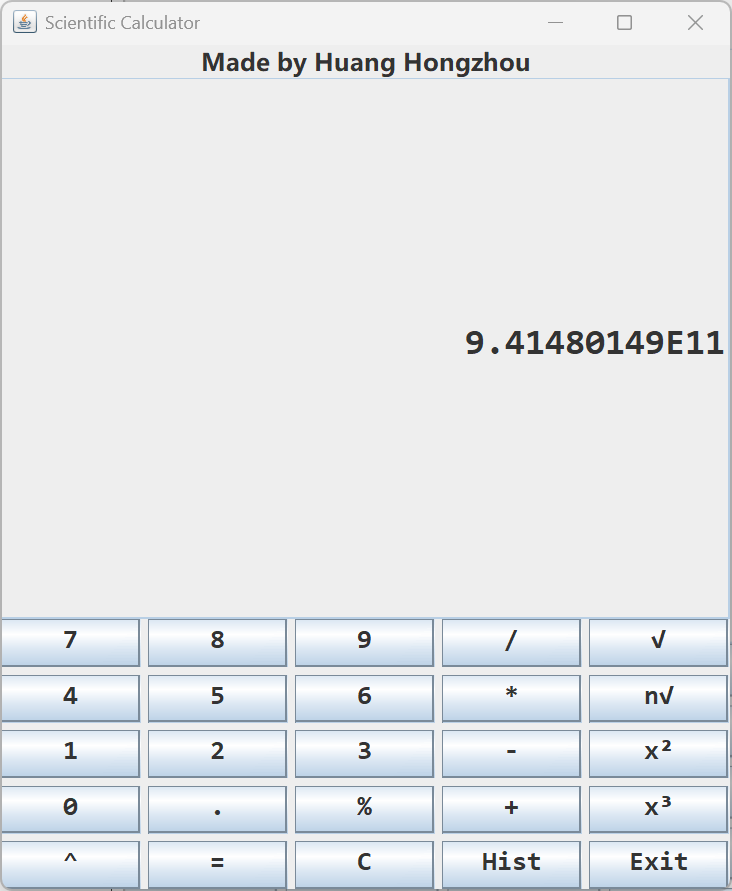 Scientific Calculator
Made by Huang Hongzhou
9.41480149E11
7 8 9 / √
4 5 6 * n√
1 2 3 - x²
0 . % + x³
^ = C Hist Exit